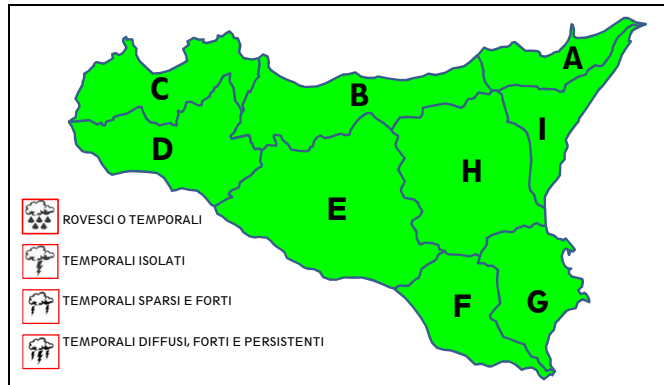 A
C
B
I
D
H
E
ROVESCI O TEMPORALI
TEMPORALI ISOLATI
TEMPORALI SPARSI E FORTI
F
G
TEMPORALI DIFFUSI, FORTI E PERSISTENTI